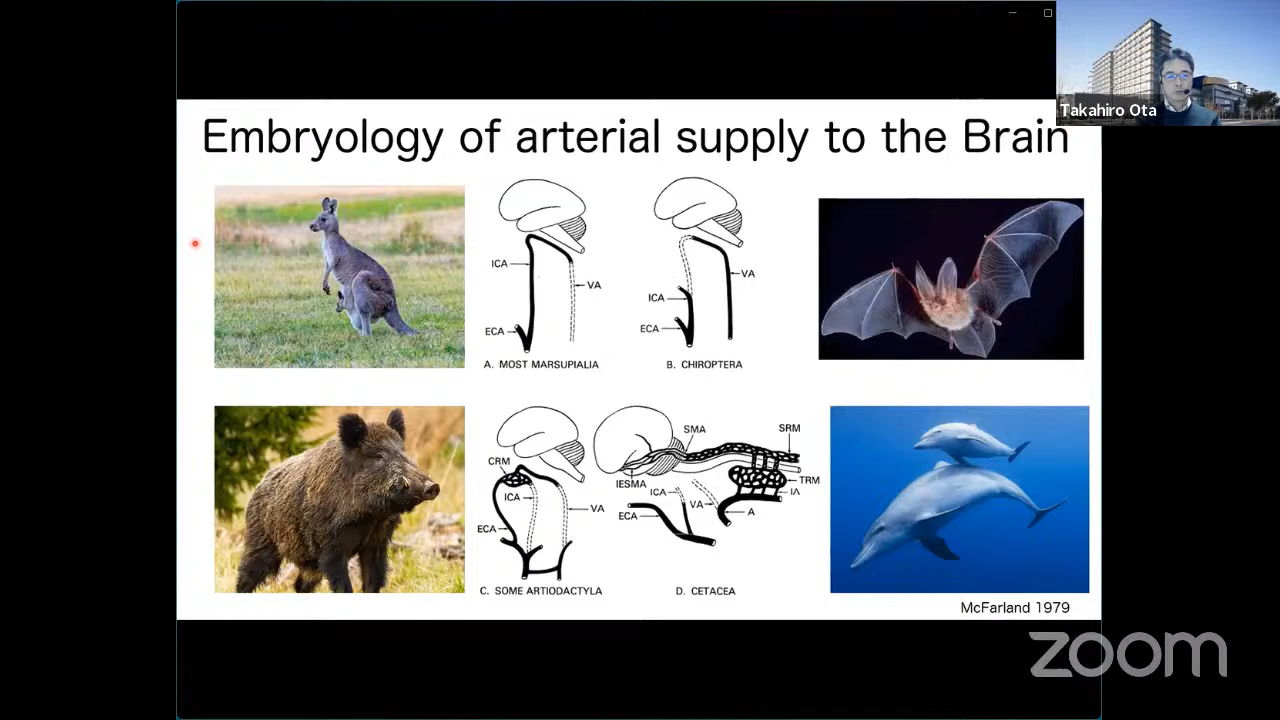 Takahiro Ota
Embryology of arterial supply to the Brain
ICA
VA
ECA
A. MOST MARSUPIALIA
VA
ICA
ECA
B. CHIROPTERA
CRM
ICA
VA
ECA
C. SOME ARTIODACTYLA
SMA
SRM
IESMA
TRM
ICA
IA
VA
ECA
A
D. CETACEA
McFarland 1979
zoom